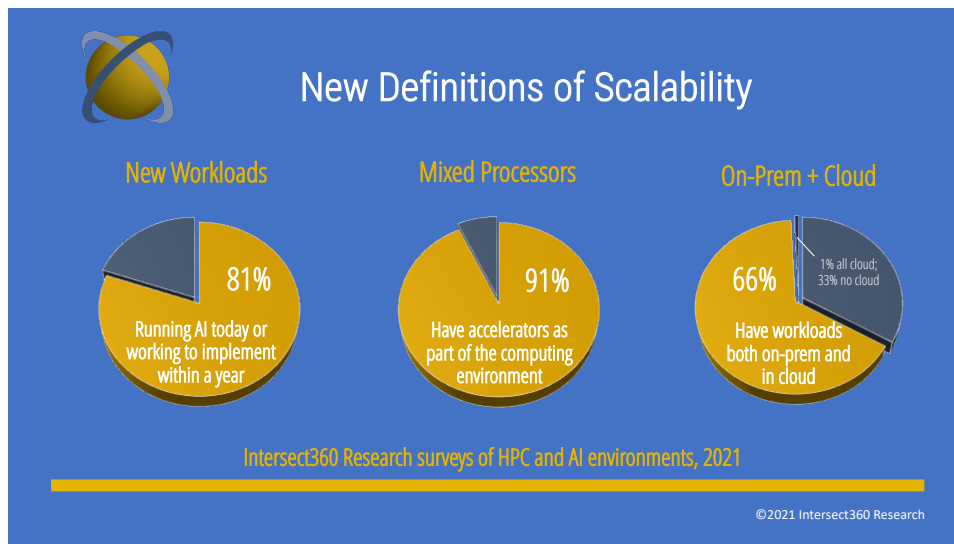 New Definitions of Scalability
New Workloads
81%
Running AI today or
working to implement
within a year
Mixed Processors
91%
Have accelerators as
part of the computing
environment
On-Prem + Cloud
1% all cloud;
33% no cloud
66%
Have workloads
both on-prem and
in cloud
Intersect360 Research surveys of HPC and AI environments, 2021
©2021 Intersect360 Research